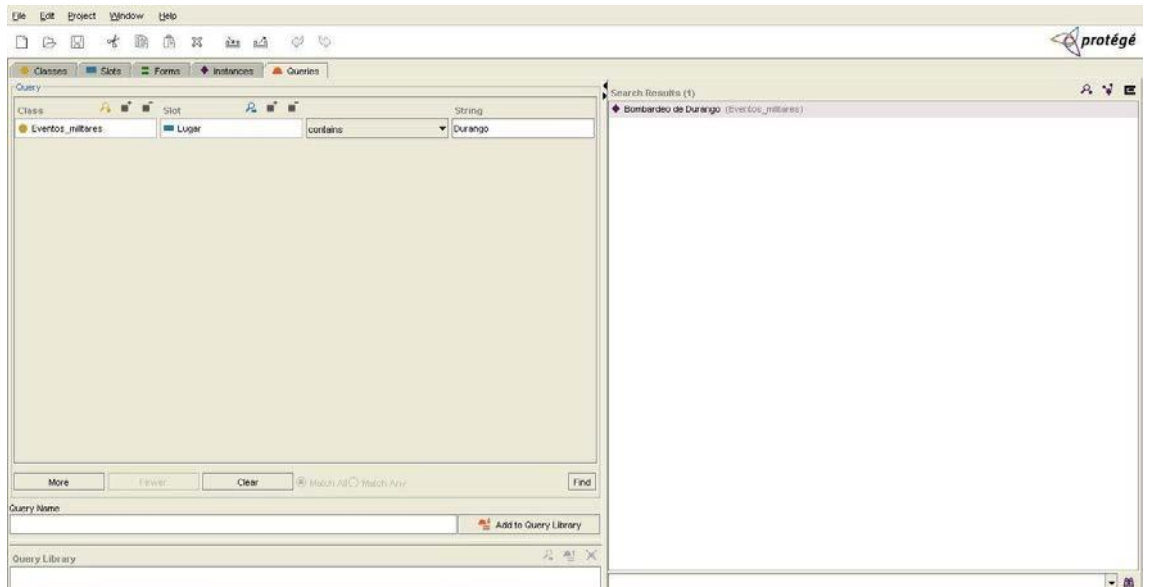 File Edit Project Window Help
protégé
Classes Slots Forms Instances Queries
Query
Class Slot String
Eventos_militares Lugar contains Durango
More Fewer Clear Match All Match Any Find
Query Name
Add to Query Library
Query Library
Search Results (1)
Bombardeo de Durango (Eventos_militares)